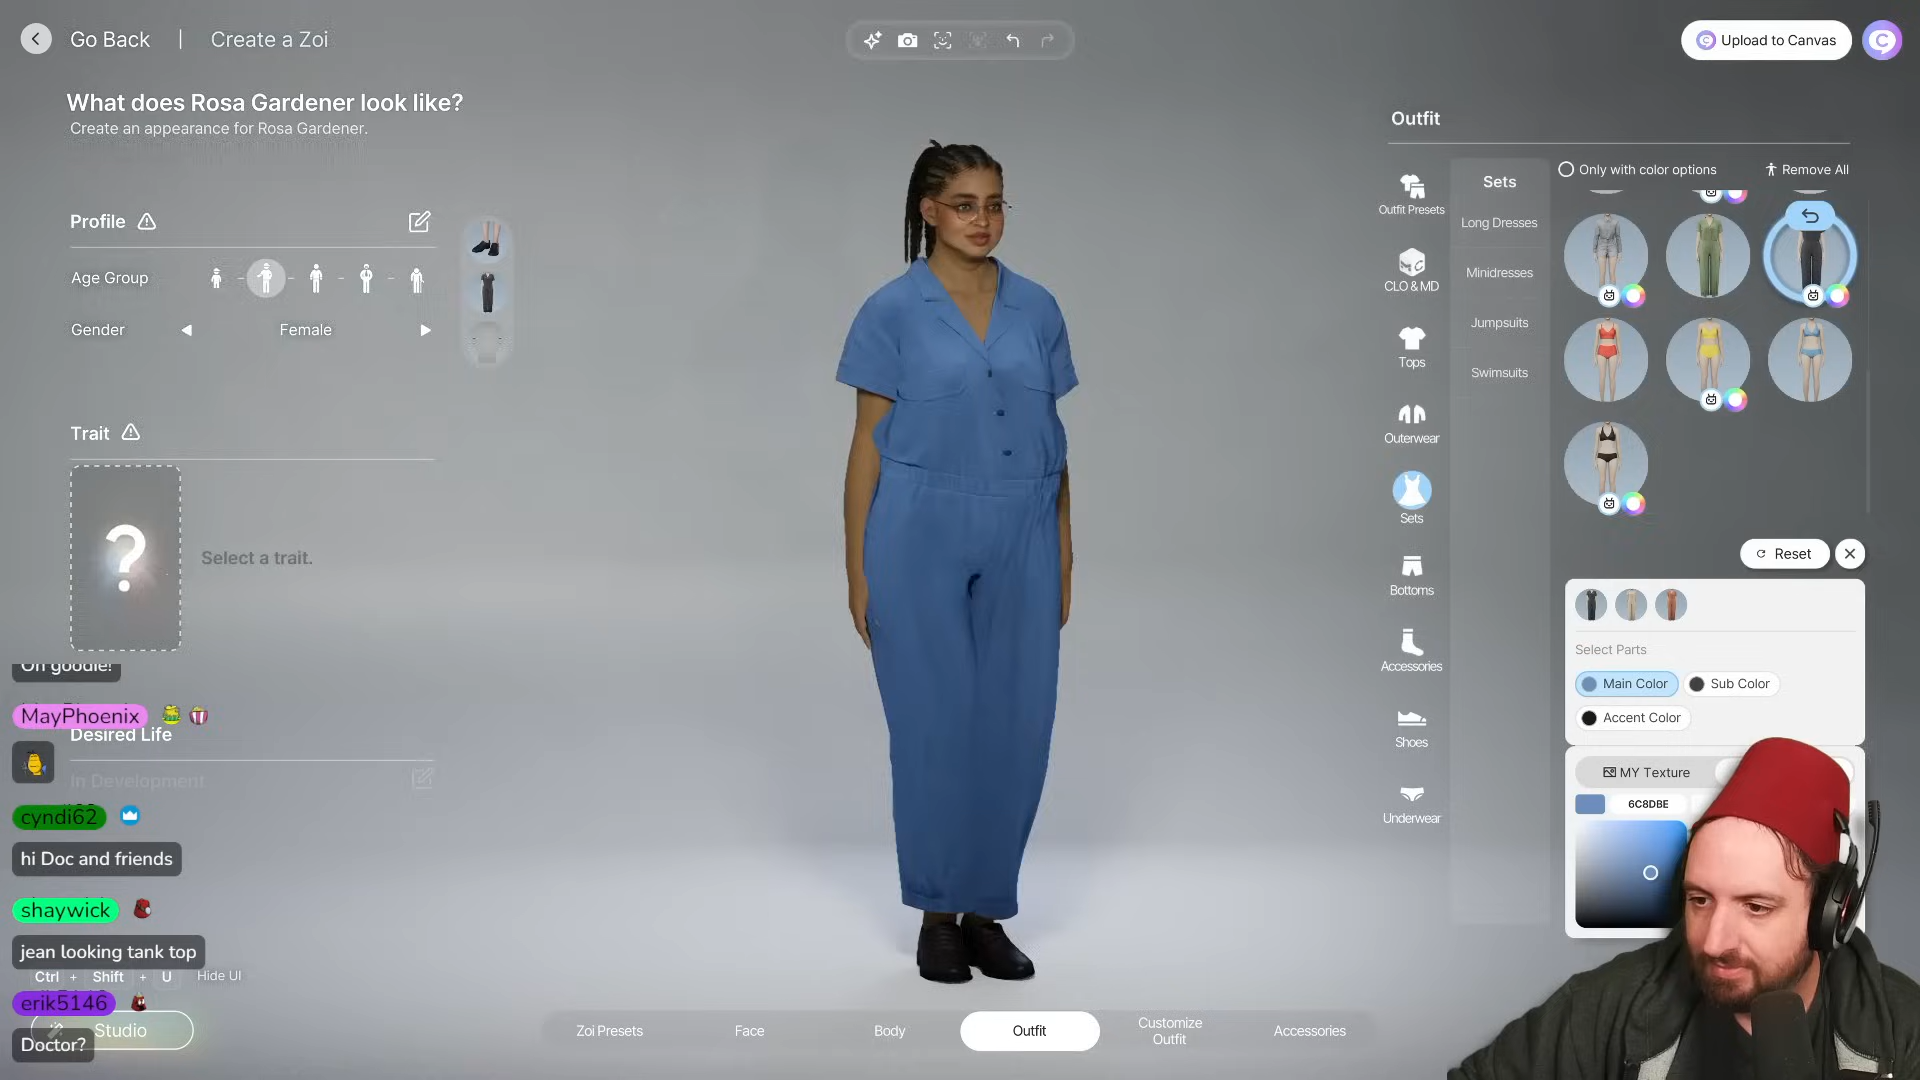 Go Back | Create a Zoi
Upload to Canvas
What does Rosa Gardener look like?
Create an appearance for Rosa Gardener.
Profile
Age Group
Gender
Female
Trait
?
Select a trait.
Oh goodie!
MayPhoenix
Desired Life
In Development
cyndi62
hi Doc and friends
shaywick
jean looking tank top
Ctrl + Shift + U Hide UI
erik5146
Studio
Doctor?
Zoi Presets
Face
Body
Outfit
Customize
Outfit
Accessories
Outfit
Outfit Presets
CLO & MD
Tops
Outerwear
Sets
Bottoms
Accessories
Shoes
Underwear
Sets
Long Dresses
Minidresses
Jumpsuits
Swimsuits
Only with color options
Remove All
Reset
Select Parts
Main Color
Sub Color
Accent Color
MY Texture
6C8DBE